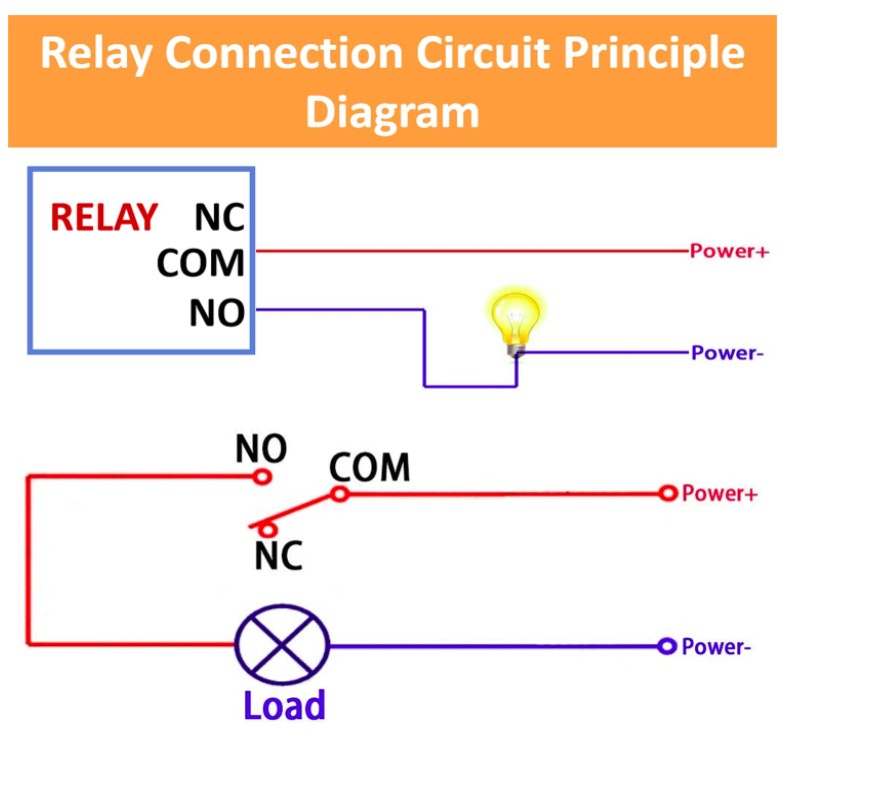 Relay Connection Circuit Principle
Diagram
RELAY NC
COM
NO
Power+
Power-
NO
COM
NC
Power+
Load
Power-